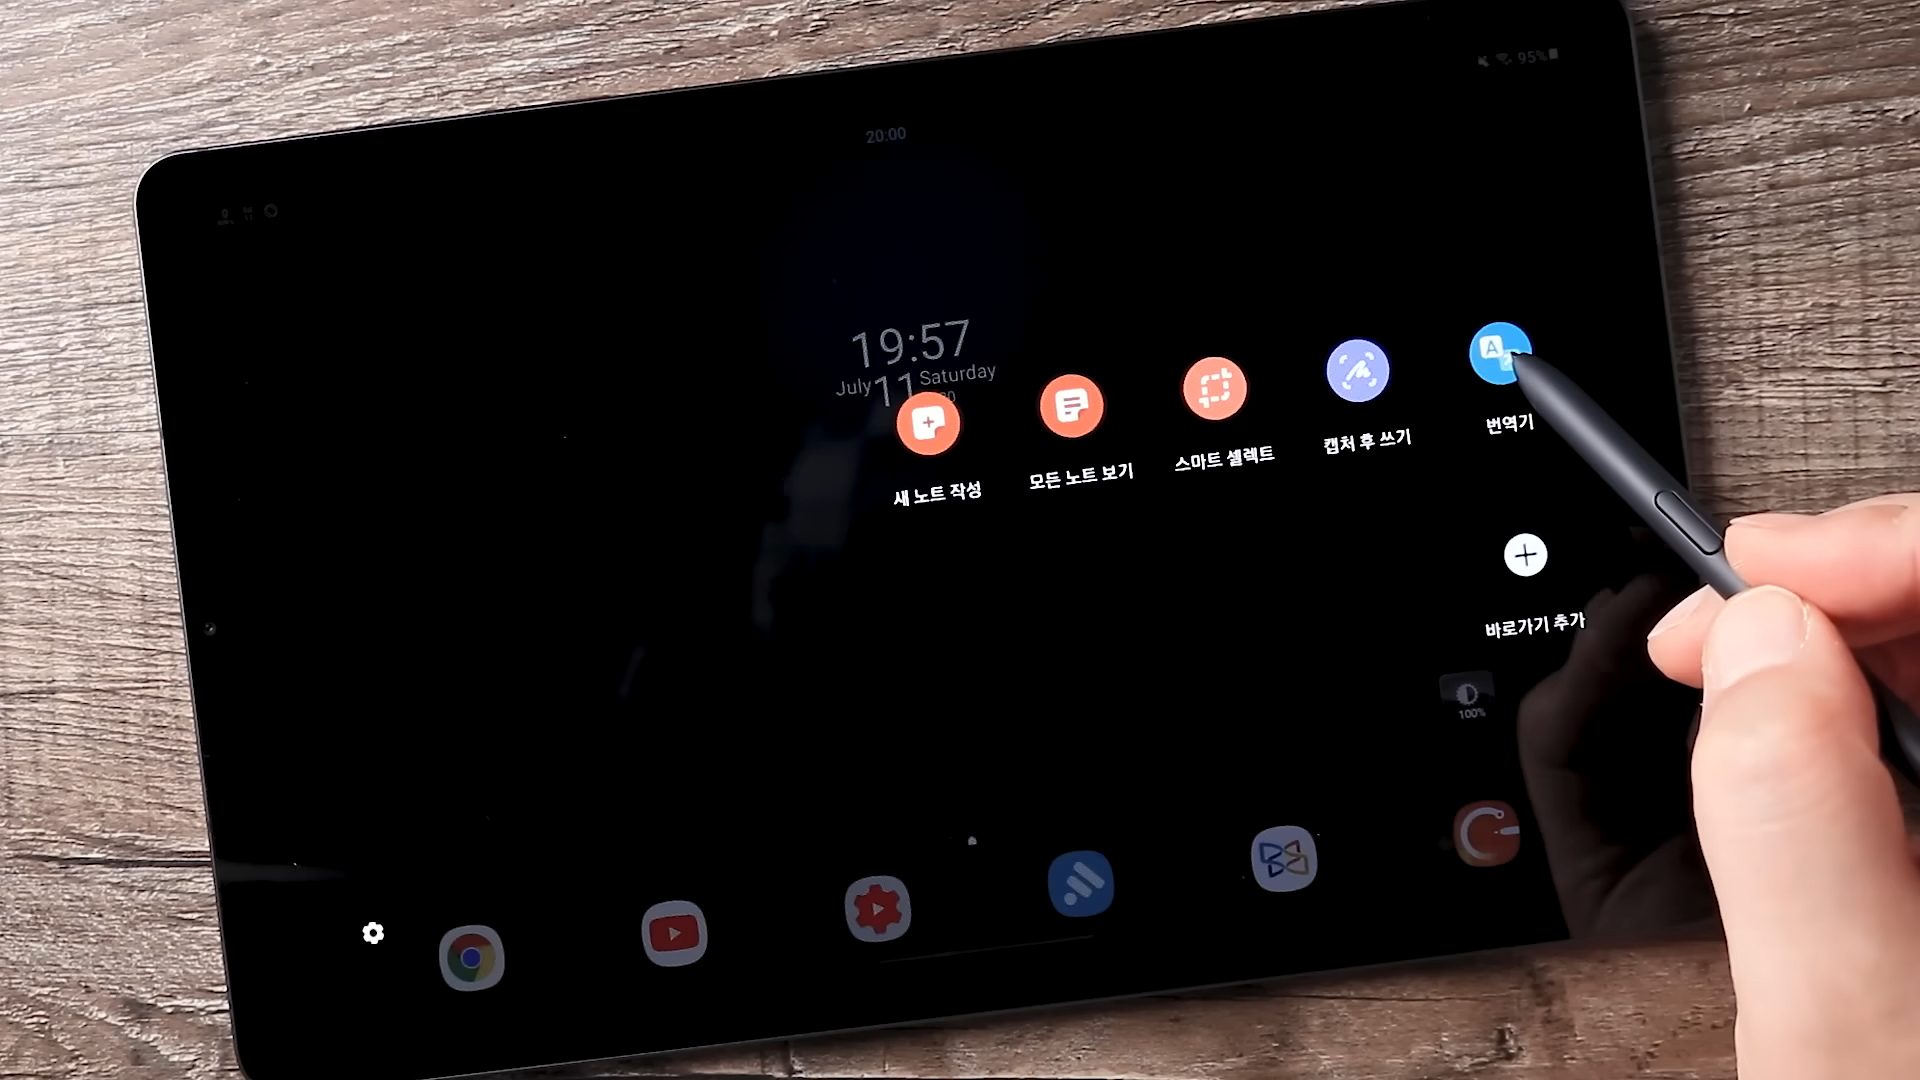 95%
20:00
19:57
July 11 Saturday
새 노트 작성
모든 노트 보기
스마트 셀렉트
캡처 후 쓰기
A
번역기
바로가기 추가
100%